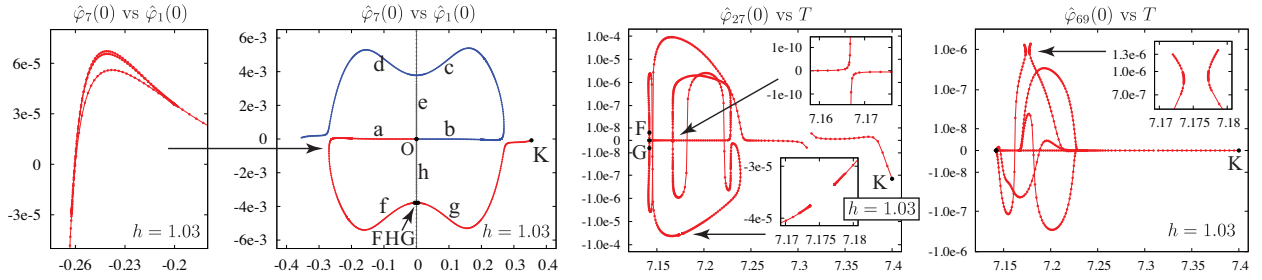 φ̂₇(0) vs φ̂₁(0)
6e-5
3e-5
0
-3e-5
-0.26
-0.23
-0.2
h = 1.03
φ̂₇(0) vs φ̂₁(0)
6e-3
4e-3
2e-3
0
-2e-3
-4e-3
-6e-3
-0.4
-0.3
-0.2
-0.1
0
0.1
0.2
0.3
0.4
d
c
e
a
b
O
K
h
f
g
FHG
h = 1.03
φ̂₂₇(0) vs T
1.0e-4
1.0e-5
1.0e-6
1.0e-7
1.0e-8
0
-1.0e-8
-1.0e-7
-1.0e-6
-1.0e-5
-1.0e-4
7.15
7.2
7.25
7.3
7.35
7.4
F
G
K
1e-10
0
-1e-10
7.16
7.17
-3e-5
-4e-5
7.17
7.175
7.18
h = 1.03
φ̂₆₉(0) vs T
1.0e-6
1.0e-7
1.0e-8
0
-1.0e-8
-1.0e-7
-1.0e-6
7.15
7.2
7.25
7.3
7.35
7.4
K
1.3e-6
1.0e-6
7.0e-7
7.17
7.175
7.18
h = 1.03